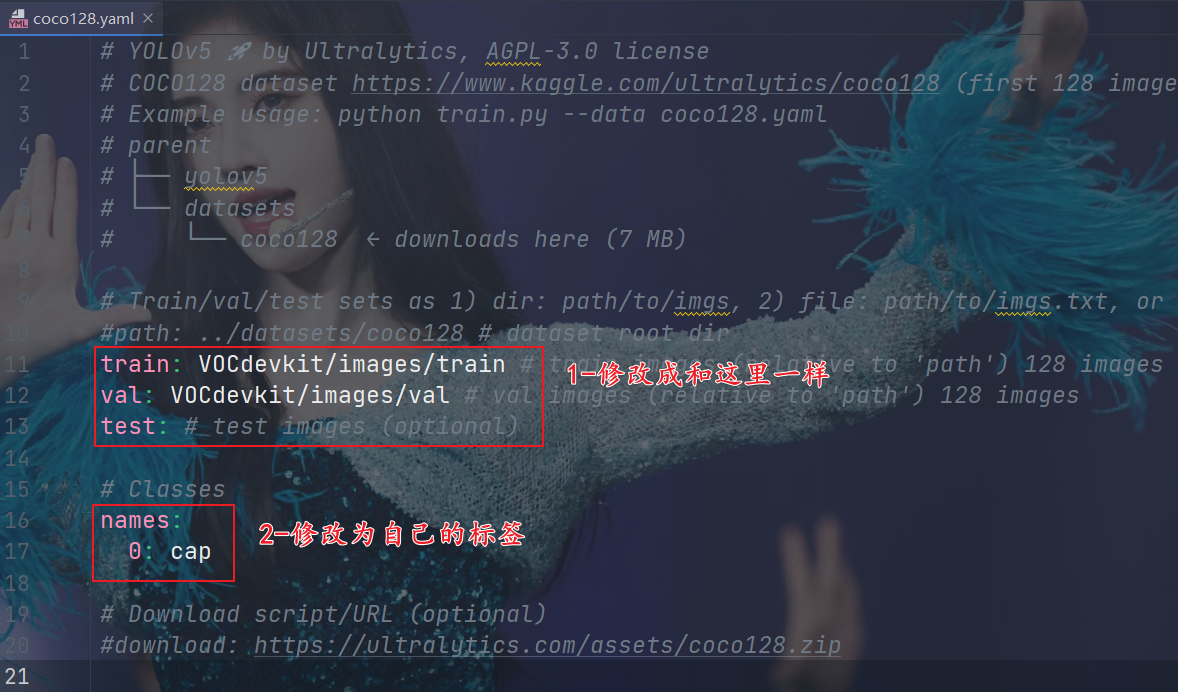 YML coco128.yaml ×
1 # YOLOv5 🚀 by Ultralytics, AGPL-3.0 license
2 # COCO128 dataset https://www.kaggle.com/ultralytics/coco128 (first 128 image
3 # Example usage: python train.py --data coco128.yaml
4 # parent
5 # ├── yolov5
6 # └── datasets
7 #     └── coco128  ← downloads here (7 MB)
8
9 # Train/val/test sets as 1) dir: path/to/imgs, 2) file: path/to/imgs.txt, or
10 #path: ../datasets/coco128 # dataset root dir
11 train: VOCdevkit/images/train # train images (relative to 'path') 128 images
1-修改成和这里一样
12 val: VOCdevkit/images/val # val images (relative to 'path') 128 images
13 test: # test images (optional)
14
15 # Classes
16 names:
2-修改为自己的标签
17   0: cap
18
19 # Download script/URL (optional)
20 #download: https://ultralytics.com/assets/coco128.zip
21